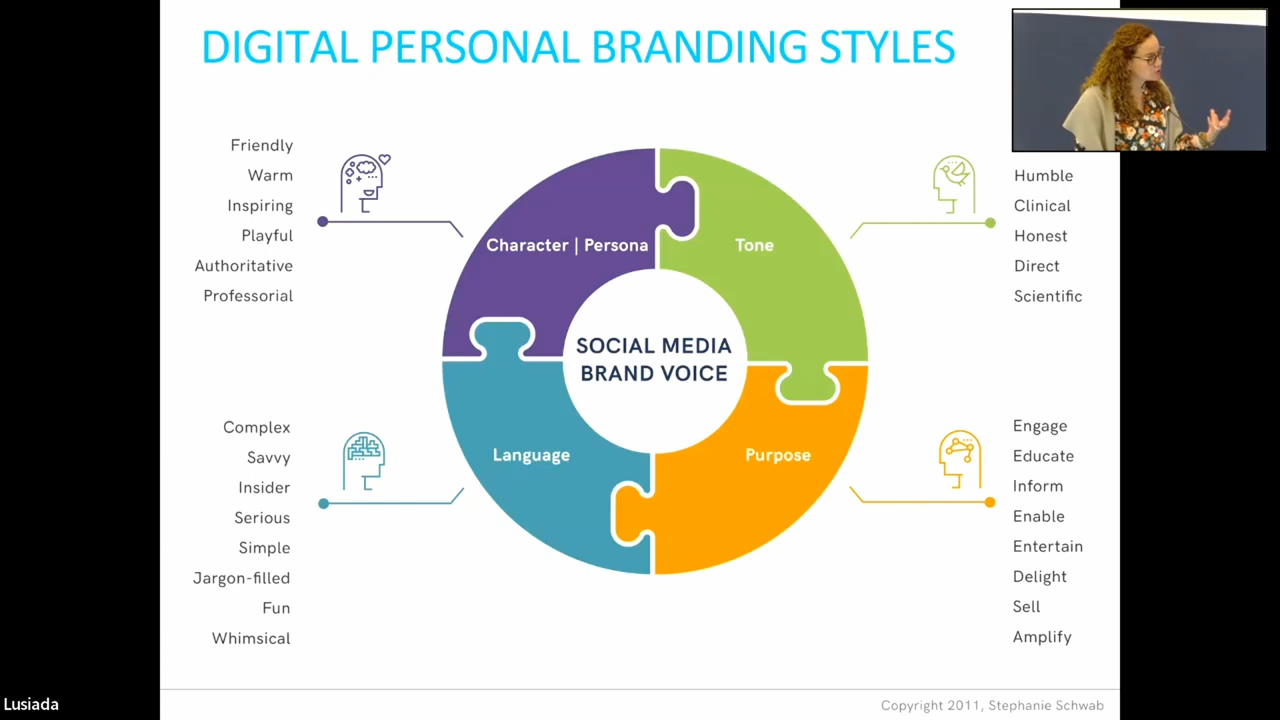 DIGITAL PERSONAL BRANDING STYLES
Friendly
Warm
Inspiring
Playful
Authoritative
Professorial
Character | Persona
Tone
Humble
Clinical
Honest
Direct
Scientific
SOCIAL MEDIA
BRAND VOICE
Complex
Savvy
Insider
Serious
Simple
Jargon-filled
Fun
Whimsical
Language
Purpose
Engage
Educate
Inform
Enable
Entertain
Delight
Sell
Amplify
Lusiada
Copyright 2011, Stephanie Schwab